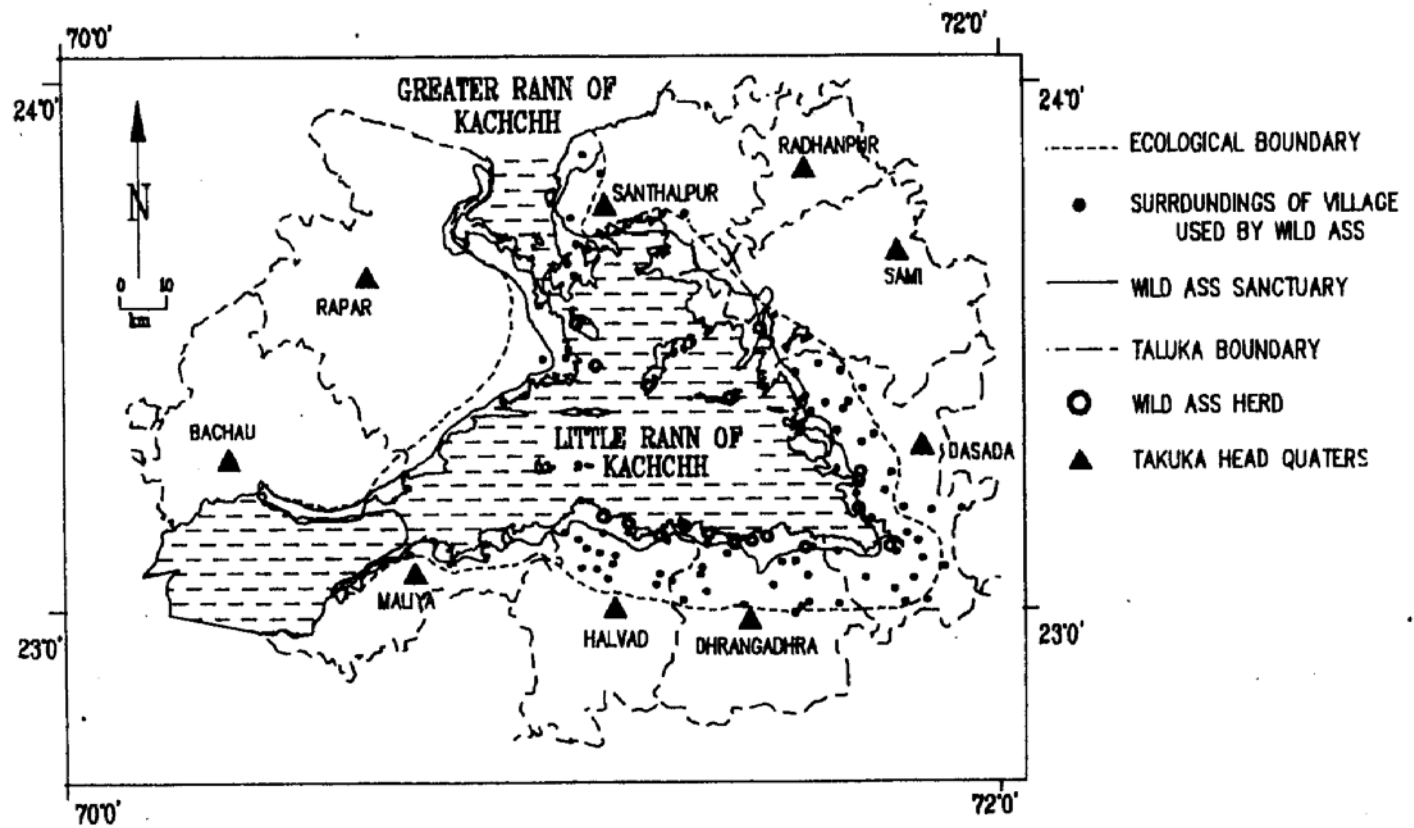 70°0'
72°0'
24°0'
24°0'
GREATER RANN OF
KACHCHH
N
0 10
km
RADHANPUR
SANTHALPUR
SAMI
RAPAR
BACHAU
LITTLE RANN OF
KACHCHH
DASADA
MALIYA
HALVAD
DHRANGADHRA
23°0'
23°0'
70°0'
72°0'
ECOLOGICAL BOUNDARY
SURRDUNDINGS OF VILLAGE
USED BY WILD ASS
WILD ASS SANCTUARY
TALUKA BOUNDARY
WILD ASS HERD
TAKUKA HEAD QUATERS